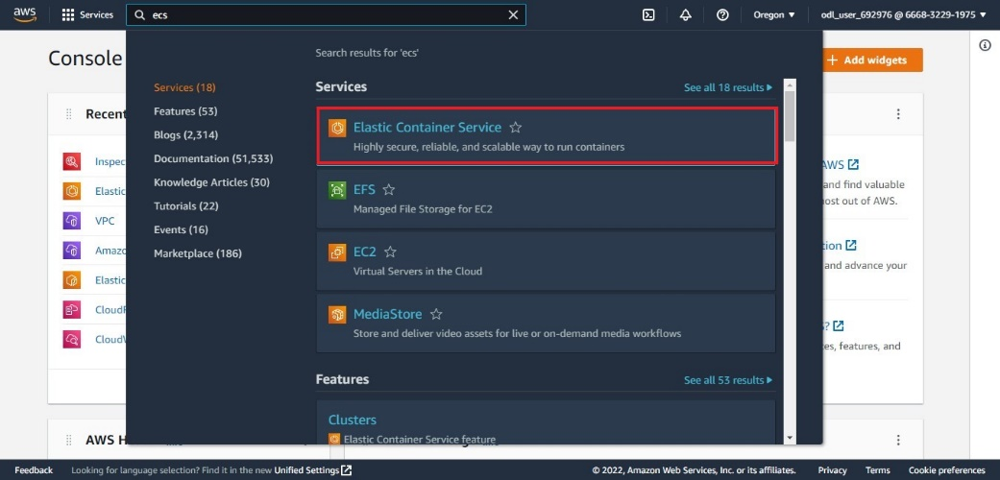 aws
Services
ecs
Oregon
odl_user_692976 @ 6668-3229-1975
Console
Add widgets
Search results for 'ecs'
Services (18)
Features (53)
Blogs (2,314)
Documentation (51,533)
Knowledge Articles (30)
Tutorials (22)
Events (16)
Marketplace (186)
Services
See all 18 results
Elastic Container Service
Highly secure, reliable, and scalable way to run containers
EFS
Managed File Storage for EC2
EC2
Virtual Servers in the Cloud
MediaStore
Store and deliver video assets for live or on-demand media workflows
Features
See all 53 results
Clusters
Elastic Container Service feature
Recent
Inspec
Elastic
VPC
Amazo
Elastic
CloudF
CloudV
AWS H
AWS
and find valuable
ost out of AWS.
tion
and advance your
S?
es, features, and
Feedback
Looking for language selection? Find it in the new Unified Settings
© 2022, Amazon Web Services, Inc. or its affiliates.
Privacy
Terms
Cookie preferences